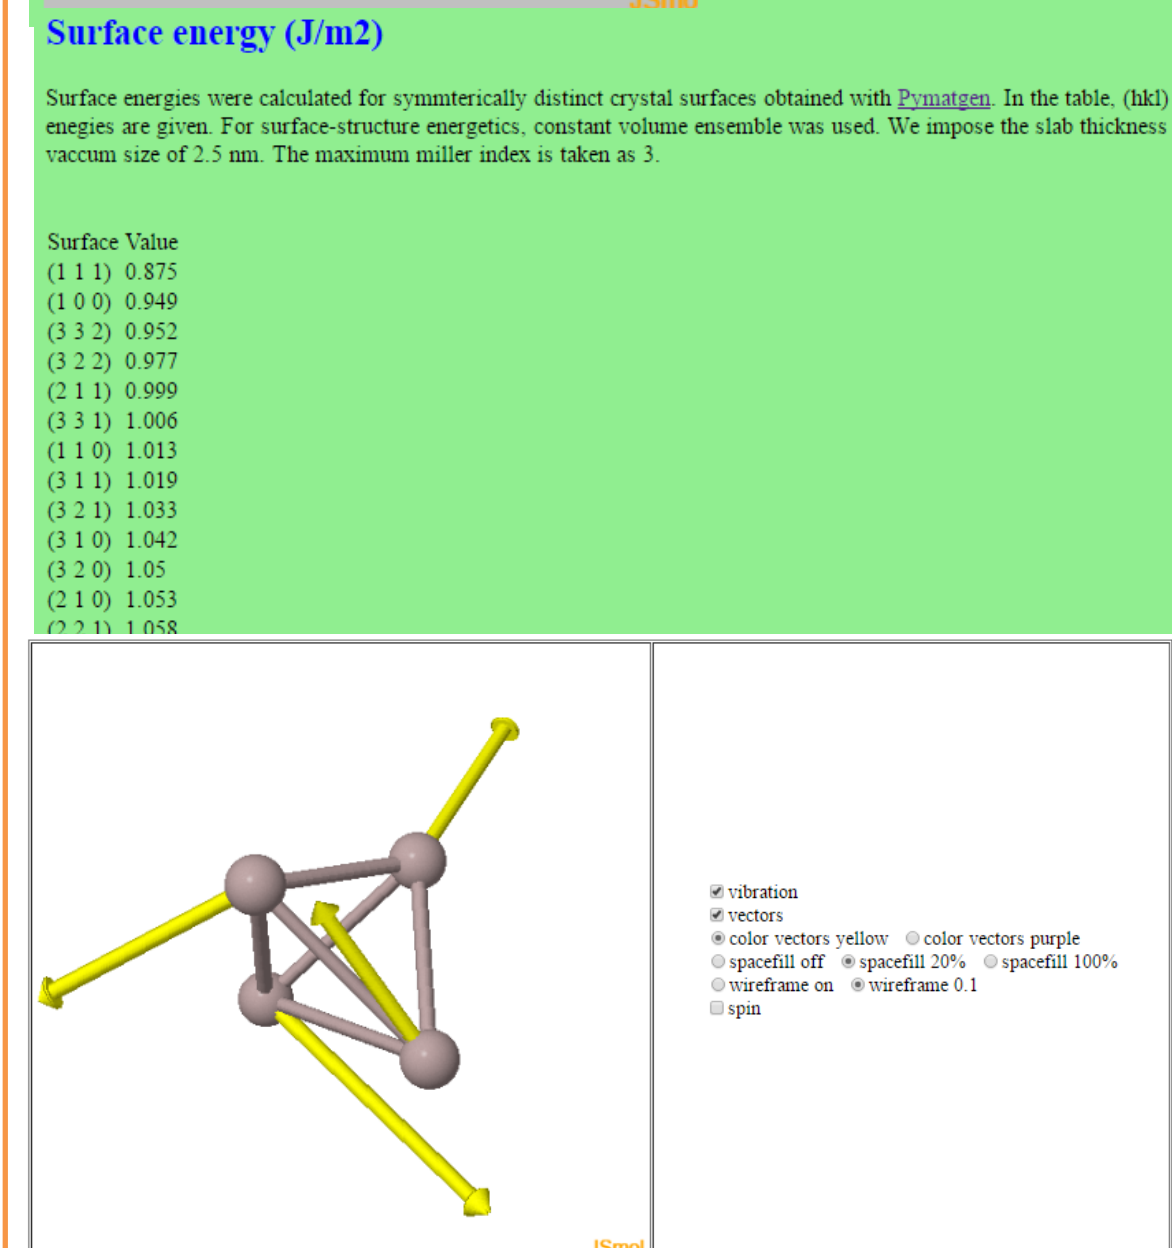 JSmol
Surface energy (J/m2)
Surface energies were calculated for symmterically distinct crystal surfaces obtained with Pymatgen. In the table, (hkl)
enegies are given. For surface-structure energetics, constant volume ensemble was used. We impose the slab thickness
vaccum size of 2.5 nm. The maximum miller index is taken as 3.
Surface Value
(1 1 1) 0.875
(1 0 0) 0.949
(3 3 2) 0.952
(3 2 2) 0.977
(2 1 1) 0.999
(3 3 1) 1.006
(1 1 0) 1.013
(3 1 1) 1.019
(3 2 1) 1.033
(3 1 0) 1.042
(3 2 0) 1.05
(2 1 0) 1.053
(2 2 1) 1.058
vibration
vectors
color vectors yellow color vectors purple
spacefill off spacefill 20% spacefill 100%
wireframe on wireframe 0.1
spin
JSmol